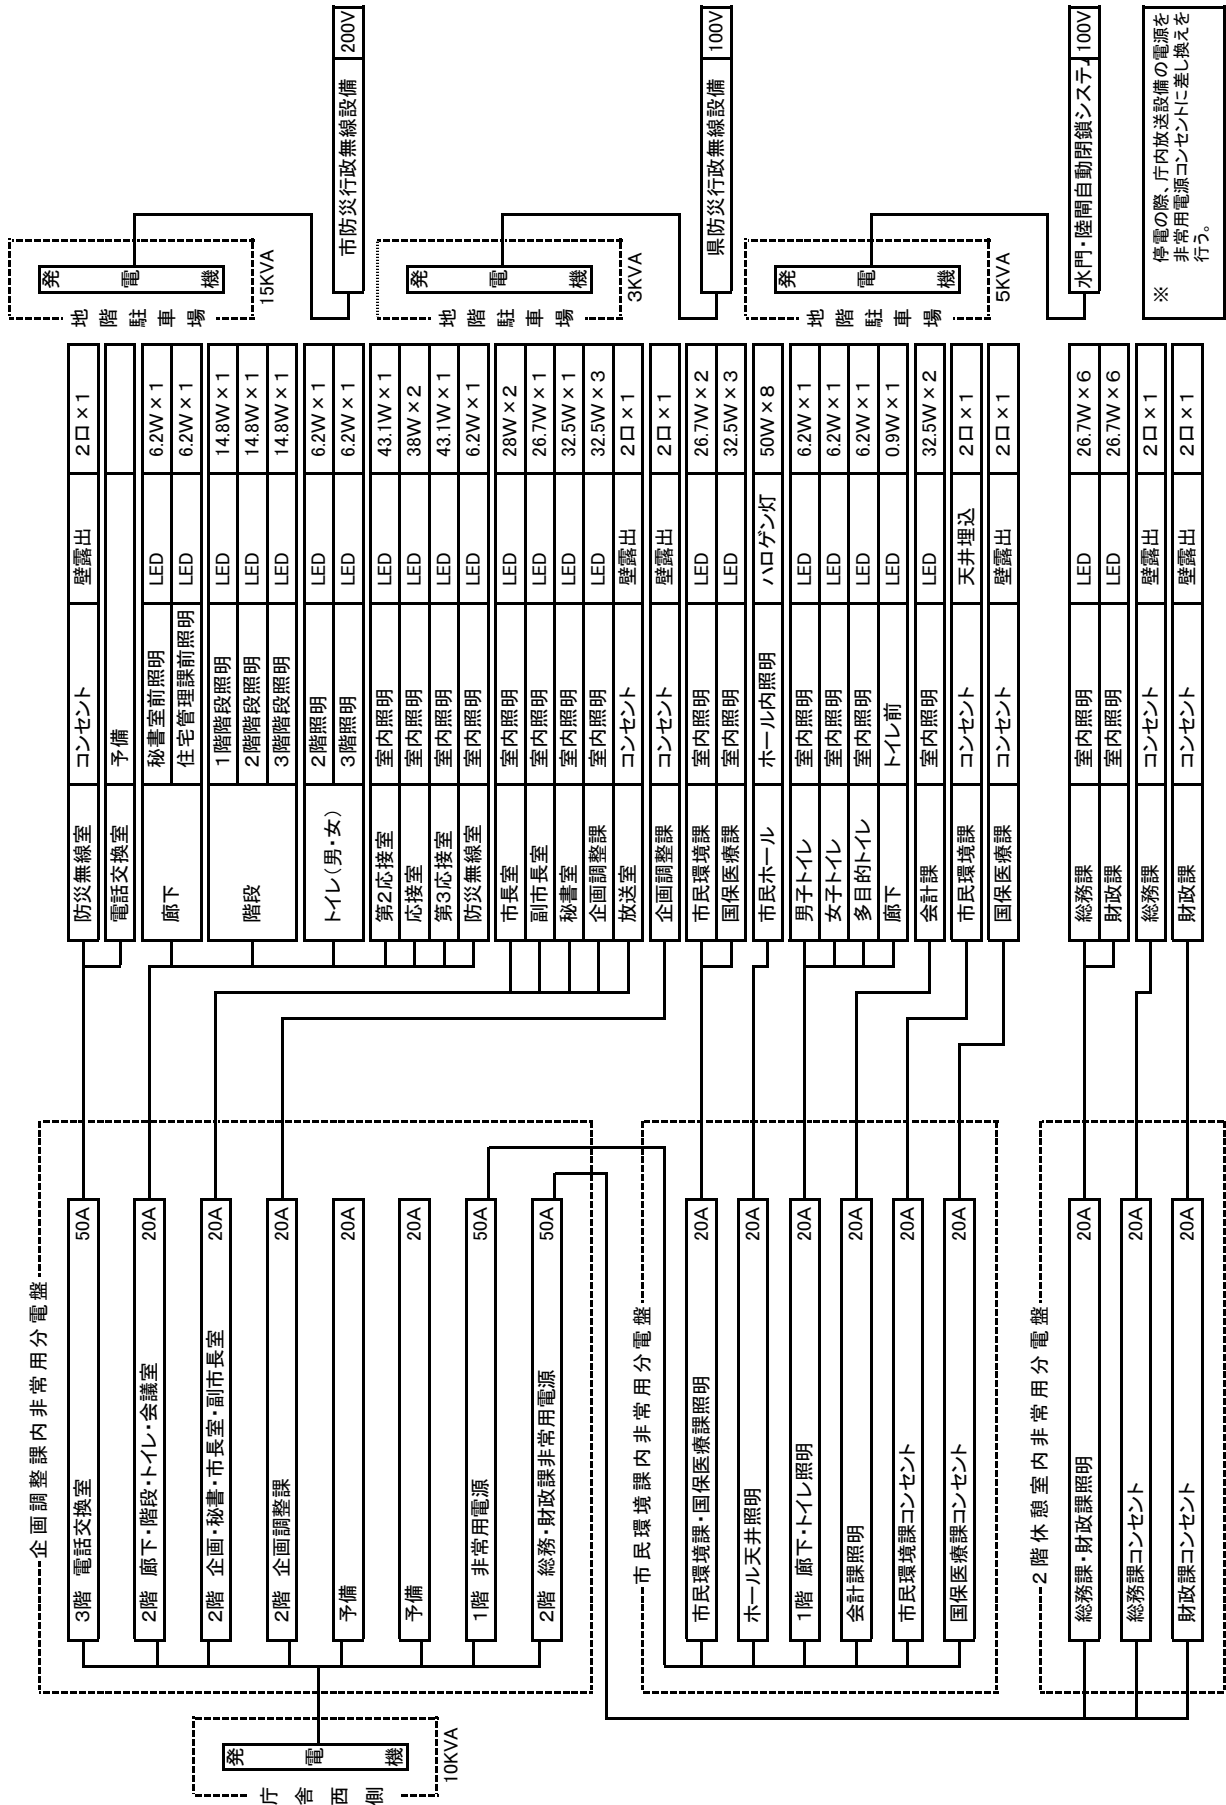 庁舎西側
発電機
10KVA
企画調整課内非常用分電盤
3階 電話交換室 50A
2階 廊下・階段・トイレ・会議室 20A
2階 企画・秘書・市長室・副市長室 20A
2階 企画調整課 20A
予備 20A
予備 20A
1階 非常用電源 50A
2階 総務・財政課非常用電源 50A
市民環境課内非常用分電盤
市民環境課・国保医療課照明 20A
ホール天井照明 20A
1階 廊下・トイレ照明 20A
会計課照明 20A
市民環境課コンセント 20A
国保医療課コンセント 20A
2階休憩室内非常用分電盤
総務課・財政課照明 20A
総務課コンセント 20A
財政課コンセント 20A
防災無線室 コンセント 壁露出 2口×1
電話交換室 予備
廊下 秘書室前照明 LED 6.2W×1
住宅管理課前照明 LED 6.2W×1
階段 1階階段照明 LED 14.8W×1
2階階段照明 LED 14.8W×1
3階階段照明 LED 14.8W×1
トイレ(男・女) 2階照明 LED 6.2W×1
3階照明 LED 6.2W×1
第2応接室 室内照明 LED 43.1W×1
応接室 室内照明 LED 38W×2
第3応接室 室内照明 LED 43.1W×1
防災無線室 室内照明 LED 6.2W×1
市長室 室内照明 LED 28W×2
副市長室 室内照明 LED 26.7W×1
秘書室 室内照明 LED 32.5W×1
企画調整課 室内照明 LED 32.5W×3
放送室 コンセント 壁露出 2口×1
企画調整課 コンセント 壁露出 2口×1
市民環境課 室内照明 LED 26.7W×2
国保医療課 室内照明 LED 32.5W×3
市民ホール ホール内照明 ハロゲン灯 50W×8
男子トイレ 室内照明 LED 6.2W×1
女子トイレ 室内照明 LED 6.2W×1
多目的トイレ 室内照明 LED 6.2W×1
廊下 トイレ前 LED 0.9W×1
会計課 室内照明 LED 32.5W×2
市民環境課 コンセント 天井埋込 2口×1
国保医療課 コンセント 壁露出 2口×1
総務課 室内照明 LED 26.7W×6
財政課 室内照明 LED 26.7W×6
総務課 コンセント 壁露出 2口×1
財政課 コンセント 壁露出 2口×1
地階駐車場
発電機
15KVA
市防災行政無線設備 200V
地階駐車場
発電機
3KVA
県防災行政無線設備 100V
地階駐車場
発電機
5KVA
水門・陸閘自動閉鎖システム 100V
※ 停電の際、庁内放送設備の電源を
非常用電源コンセントに差し換えを
行う。